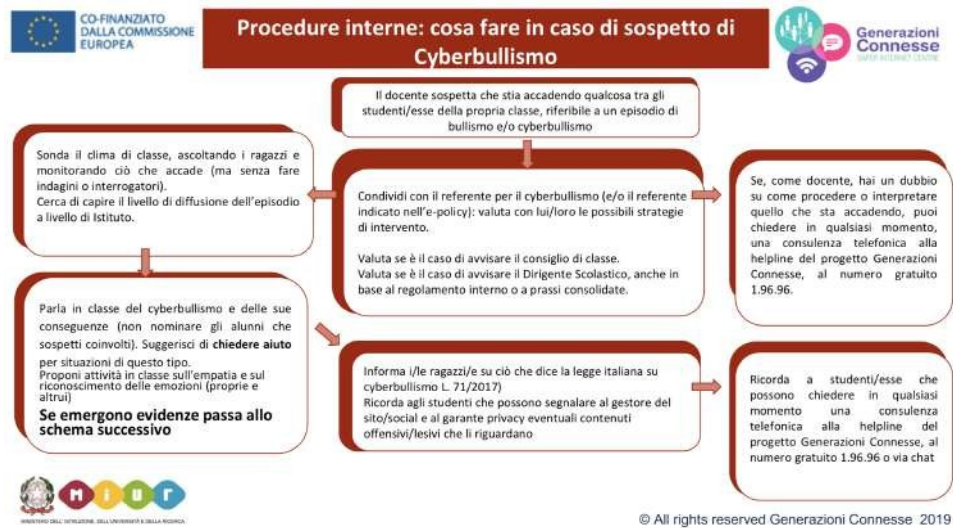 CO-FINANZIATO
DALLA COMMISSIONE
EUROPEA
Procedure interne: cosa fare in caso di sospetto di
Cyberbullismo
Generazioni
Connesse
SAFER INTERNET CENTRE
Il docente sospetta che stia accadendo qualcosa tra gli
studenti/esse della propria classe, riferibile a un episodio di
bullismo e/o cyberbullismo
Sonda il clima di classe, ascoltando i ragazzi e
monitorando ciò che accade (ma senza fare
indagini o interrogatori).
Cerca di capire il livello di diffusione dell'episodio
a livello di Istituto.
Condividi con il referente per il cyberbullismo (e/o il referente
indicato nell'e-policy): valuta con lui/loro le possibili strategie
di intervento.
Valuta se è il caso di avvisare il consiglio di classe.
Valuta se è il caso di avvisare il Dirigente Scolastico, anche in
base al regolamento interno o a prassi consolidate.
Se, come docente, hai un dubbio
su come procedere o interpretare
quello che sta accadendo, puoi
chiedere in qualsiasi momento,
una consulenza telefonica alla
helpline del progetto Generazioni
Connesse, al numero gratuito
1.96.96.
Parla in classe del cyberbullismo e delle sue
conseguenze (non nominare gli alunni che
sospetti coinvolti). Suggerisci di chiedere aiuto
per situazioni di questo tipo.
Proponi attività in classe sull'empatia e sul
riconoscimento delle emozioni (proprie e
altrui)
Se emergono evidenze passa allo
schema successivo
Informa i/le ragazzi/e su ciò che dice la legge italiana su
cyberbullismo L. 71/2017)
Ricorda agli studenti che possono segnalare al gestore del
sito/social e al garante privacy eventuali contenuti
offensivi/lesivi che li riguardano
Ricorda a studenti/esse che
possono chiedere in qualsiasi
momento una consulenza
telefonica alla helpline del
progetto Generazioni Connesse, al
numero gratuito 1.96.96 o via chat
miur
MINISTERO DELL'ISTRUZIONE, DELL'UNIVERSITÀ E DELLA RICERCA
© All rights reserved Generazioni Connesse 2019